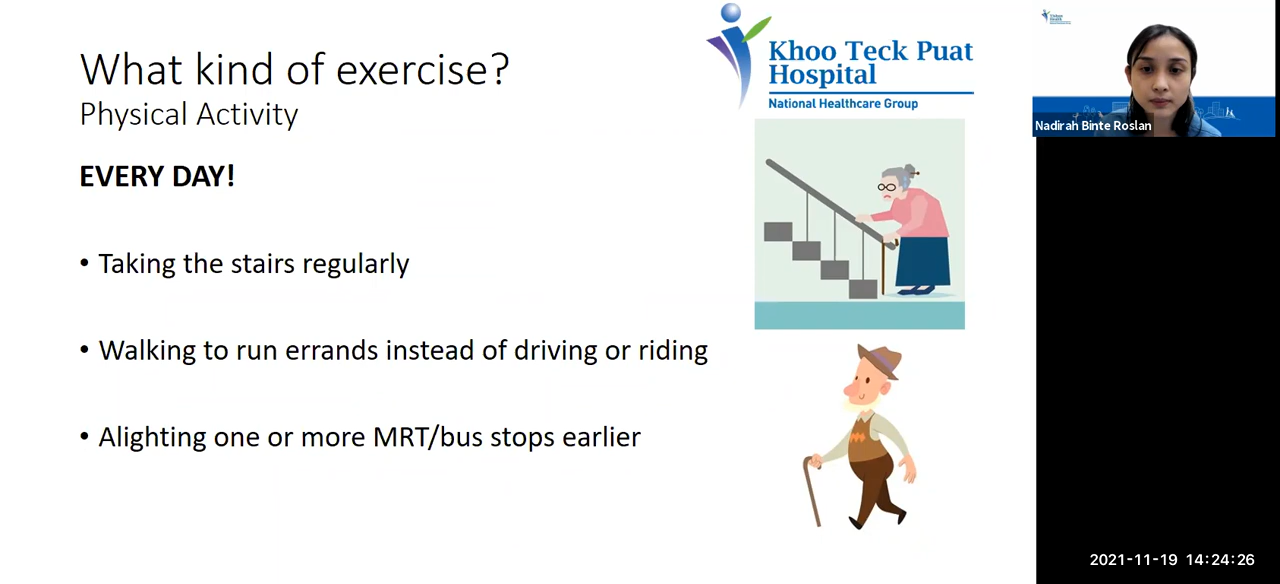 What kind of exercise?
Physical Activity
EVERY DAY!
• Taking the stairs regularly
• Walking to run errands instead of driving or riding
• Alighting one or more MRT/bus stops earlier
Khoo Teck Puat
Hospital
National Healthcare Group
Nadirah Binte Roslan
2021-11-19 14:24:26